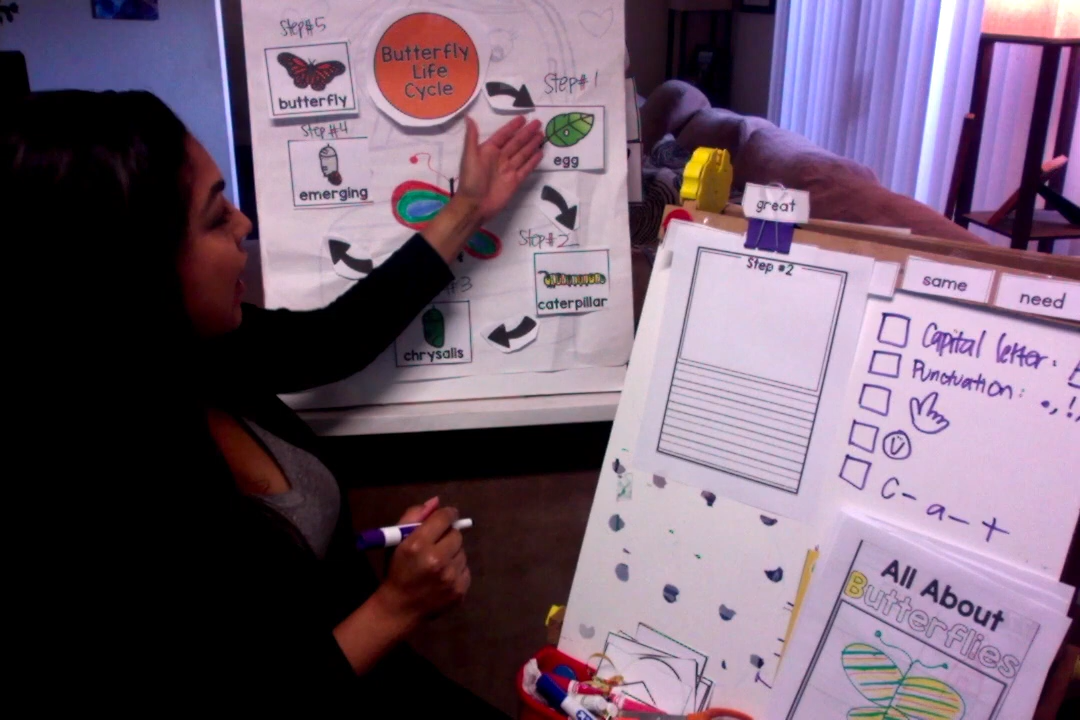 Step#5
butterfly
Butterfly
Life
Cycle
Step#1
egg
Step#4
emerging
Step#2
caterpillar
#3
chrysalis
great
Step #2
same
need
Capital letter:
Punctuation: ., !,
C- a- t
All About
Butterflies